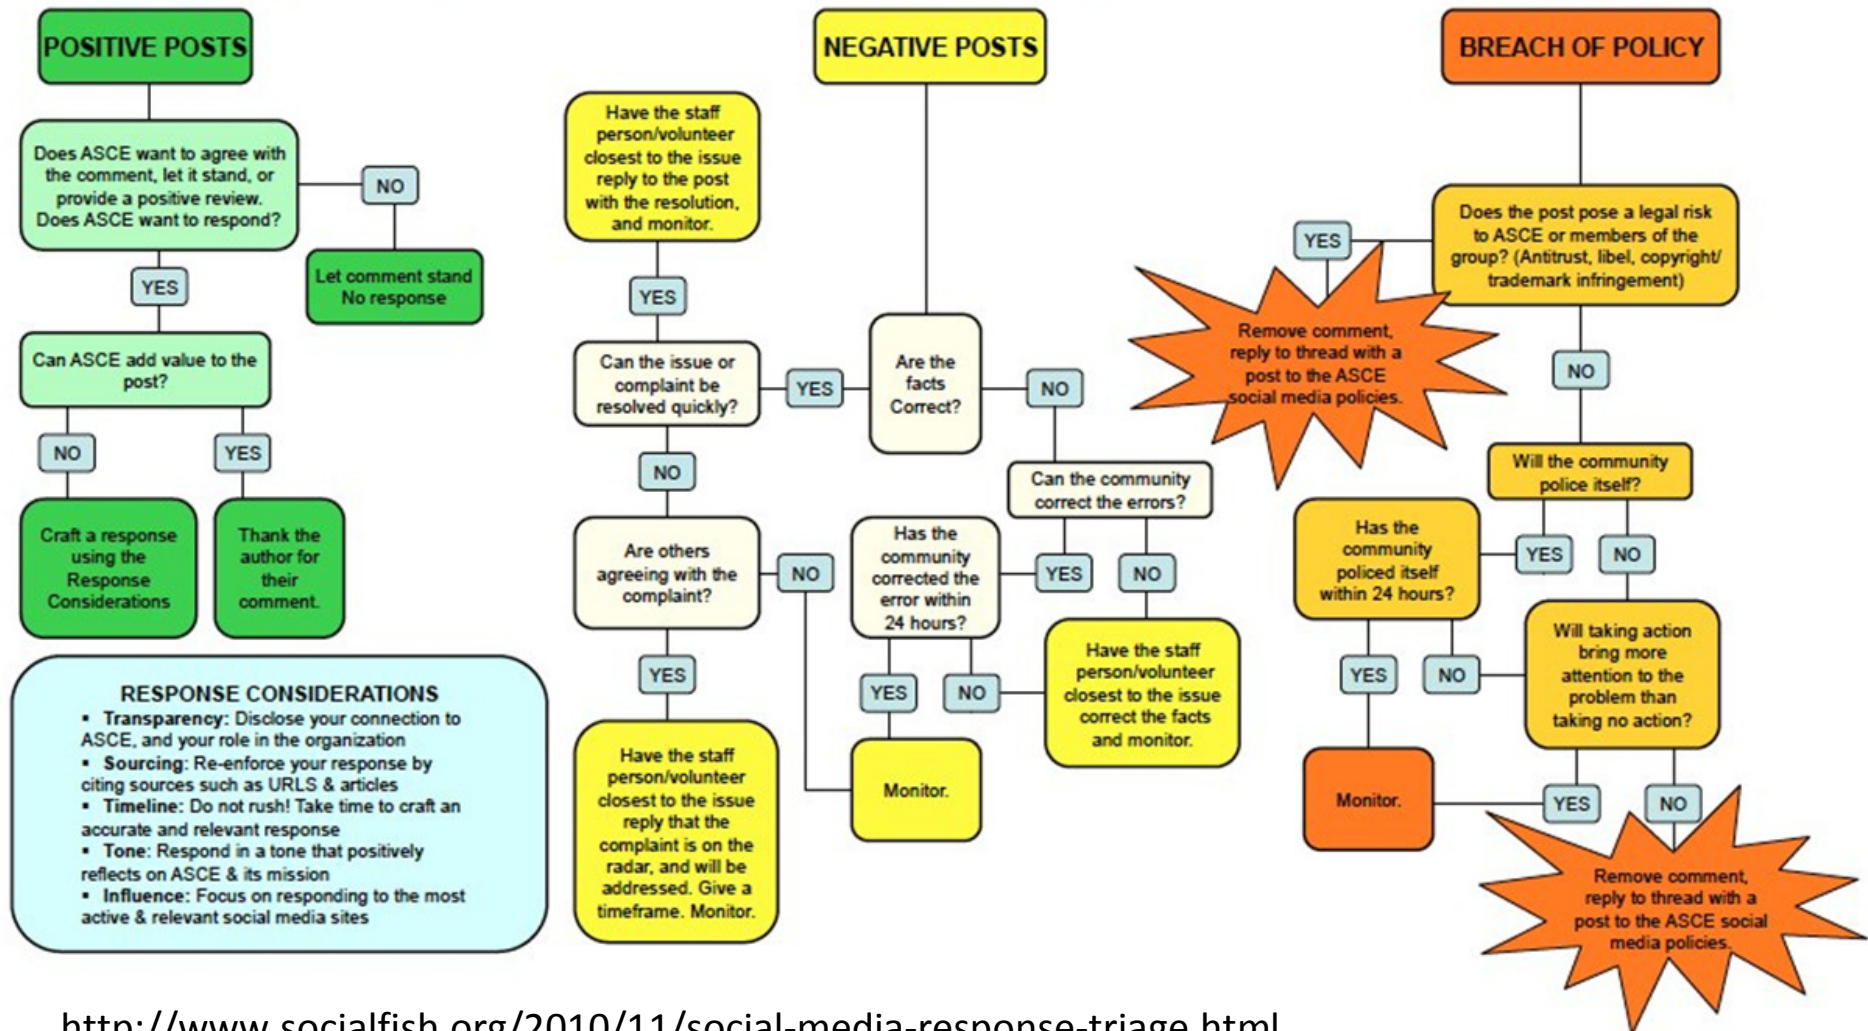 POSITIVE POSTS
Does ASCE want to agree with
the comment, let it stand, or
provide a positive review.
Does ASCE want to respond?
NO
Let comment stand
No response
YES
Can ASCE add value to the
post?
NO
YES
Craft a response
using the
Response
Considerations
Thank the
author for
their
comment.
RESPONSE CONSIDERATIONS
▪ Transparency: Disclose your connection to
ASCE, and your role in the organization
▪ Sourcing: Re-enforce your response by
citing sources such as URLS & articles
▪ Timeline: Do not rush! Take time to craft an
accurate and relevant response
▪ Tone: Respond in a tone that positively
reflects on ASCE & its mission
▪ Influence: Focus on responding to the most
active & relevant social media sites
NEGATIVE POSTS
Are the
facts
Correct?
YES
Can the issue or
complaint be
resolved quickly?
YES
Have the staff
person/volunteer
closest to the issue
reply to the post
with the resolution,
and monitor.
NO
Are others
agreeing with the
complaint?
YES
Have the staff
person/volunteer
closest to the issue
reply that the
complaint is on the
radar, and will be
addressed. Give a
timeframe. Monitor.
NO
NO
Can the community
correct the errors?
YES
Has the
community
corrected the
error within
24 hours?
YES
Monitor.
NO
NO
Have the staff
person/volunteer
closest to the issue
correct the facts
and monitor.
BREACH OF POLICY
Does the post pose a legal risk
to ASCE or members of the
group? (Antitrust, libel, copyright/
trademark infringement)
YES
Remove comment,
reply to thread with a
post to the ASCE
social media policies.
NO
Will the community
police itself?
YES
Has the
community
policed itself
within 24 hours?
YES
NO
NO
Will taking action
bring more
attention to the
problem than
taking no action?
YES
Monitor.
NO
Remove comment,
reply to thread with a
post to the ASCE social
media policies.
http://www.socialfish.org/2010/11/social-media-response-triage.html